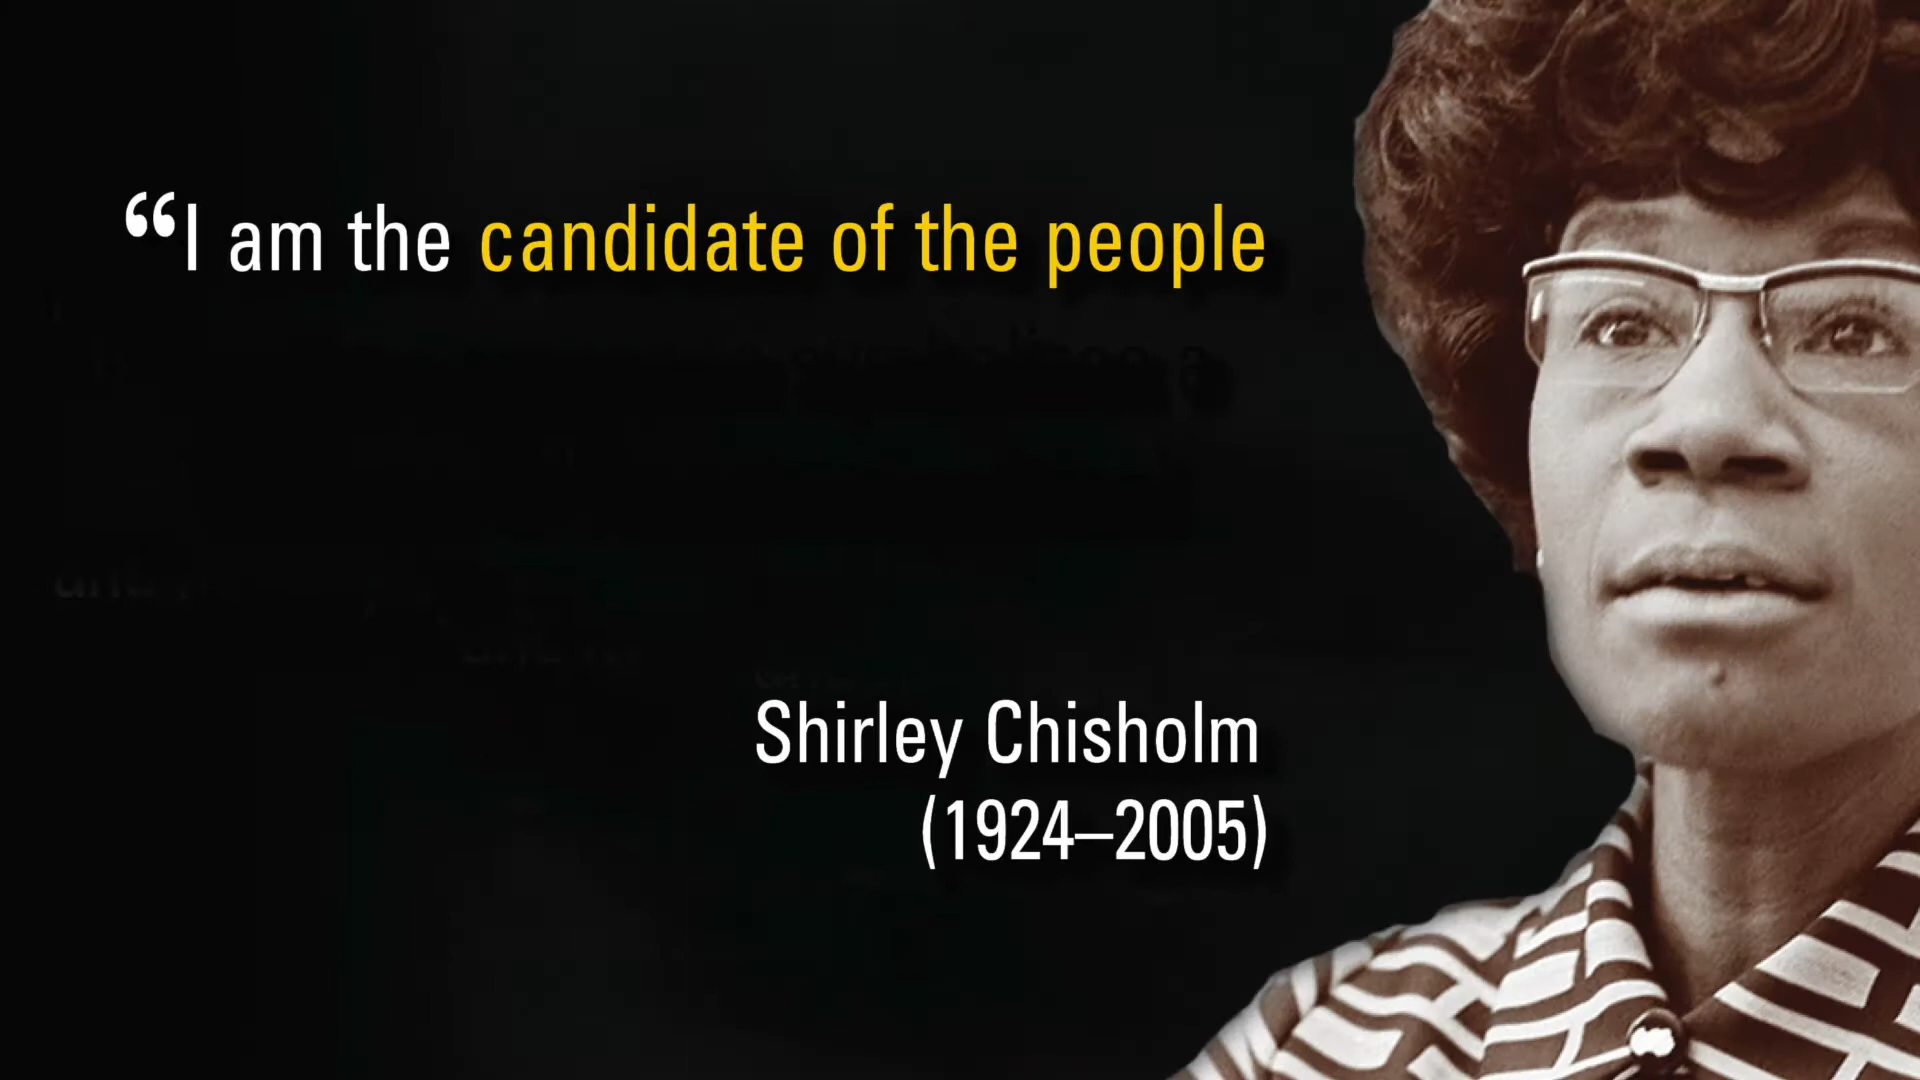 “I am the candidate of the people
Shirley Chisholm
(1924–2005)